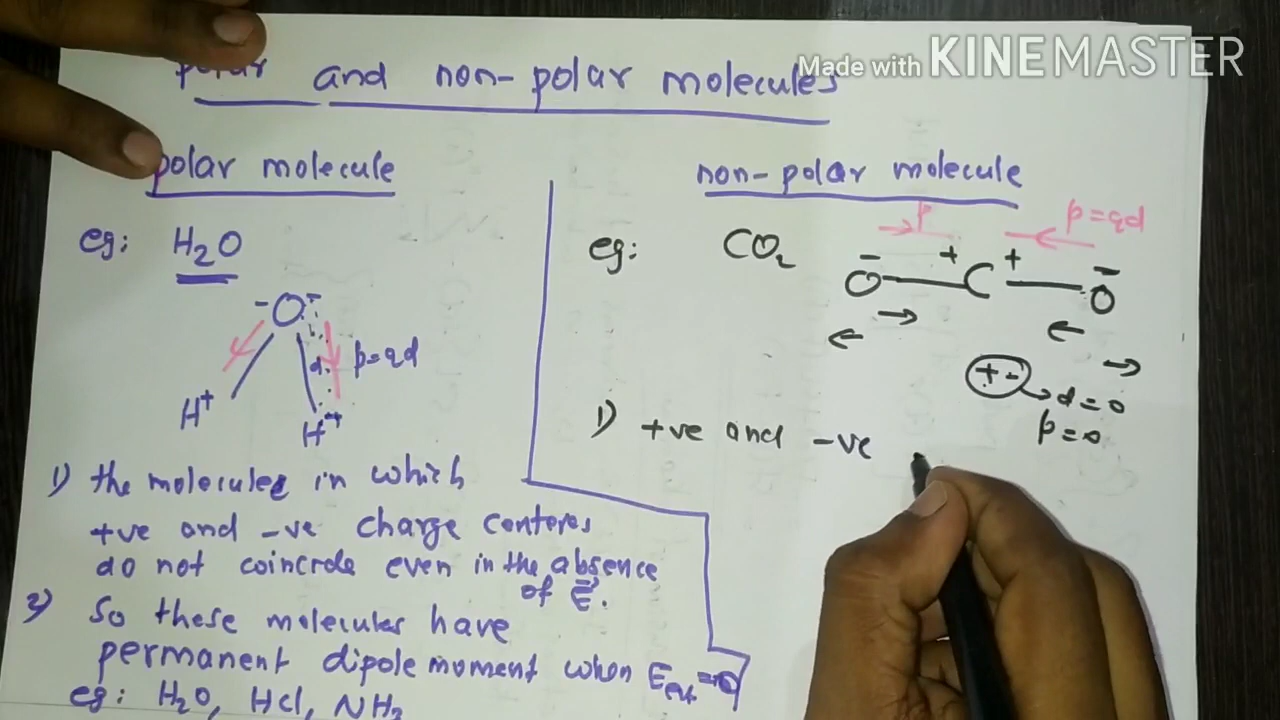 polar and non-polar molecules
Made with KINEMASTER
polar molecule
eg: H₂O
- O -
d
p=qd
H+
H+
1) the molecules in which
+ve and -ve charge centeres
do not coincide even in the absence
of E⃗.
2) So these molecules have
permanent dipole moment when Eext=0
eg: H₂O, HCl, NH₃
non-polar molecule
p
p=qd
eg: CO₂
- + + -
O C O
+ -
d=0
p=0
1) +ve and -ve